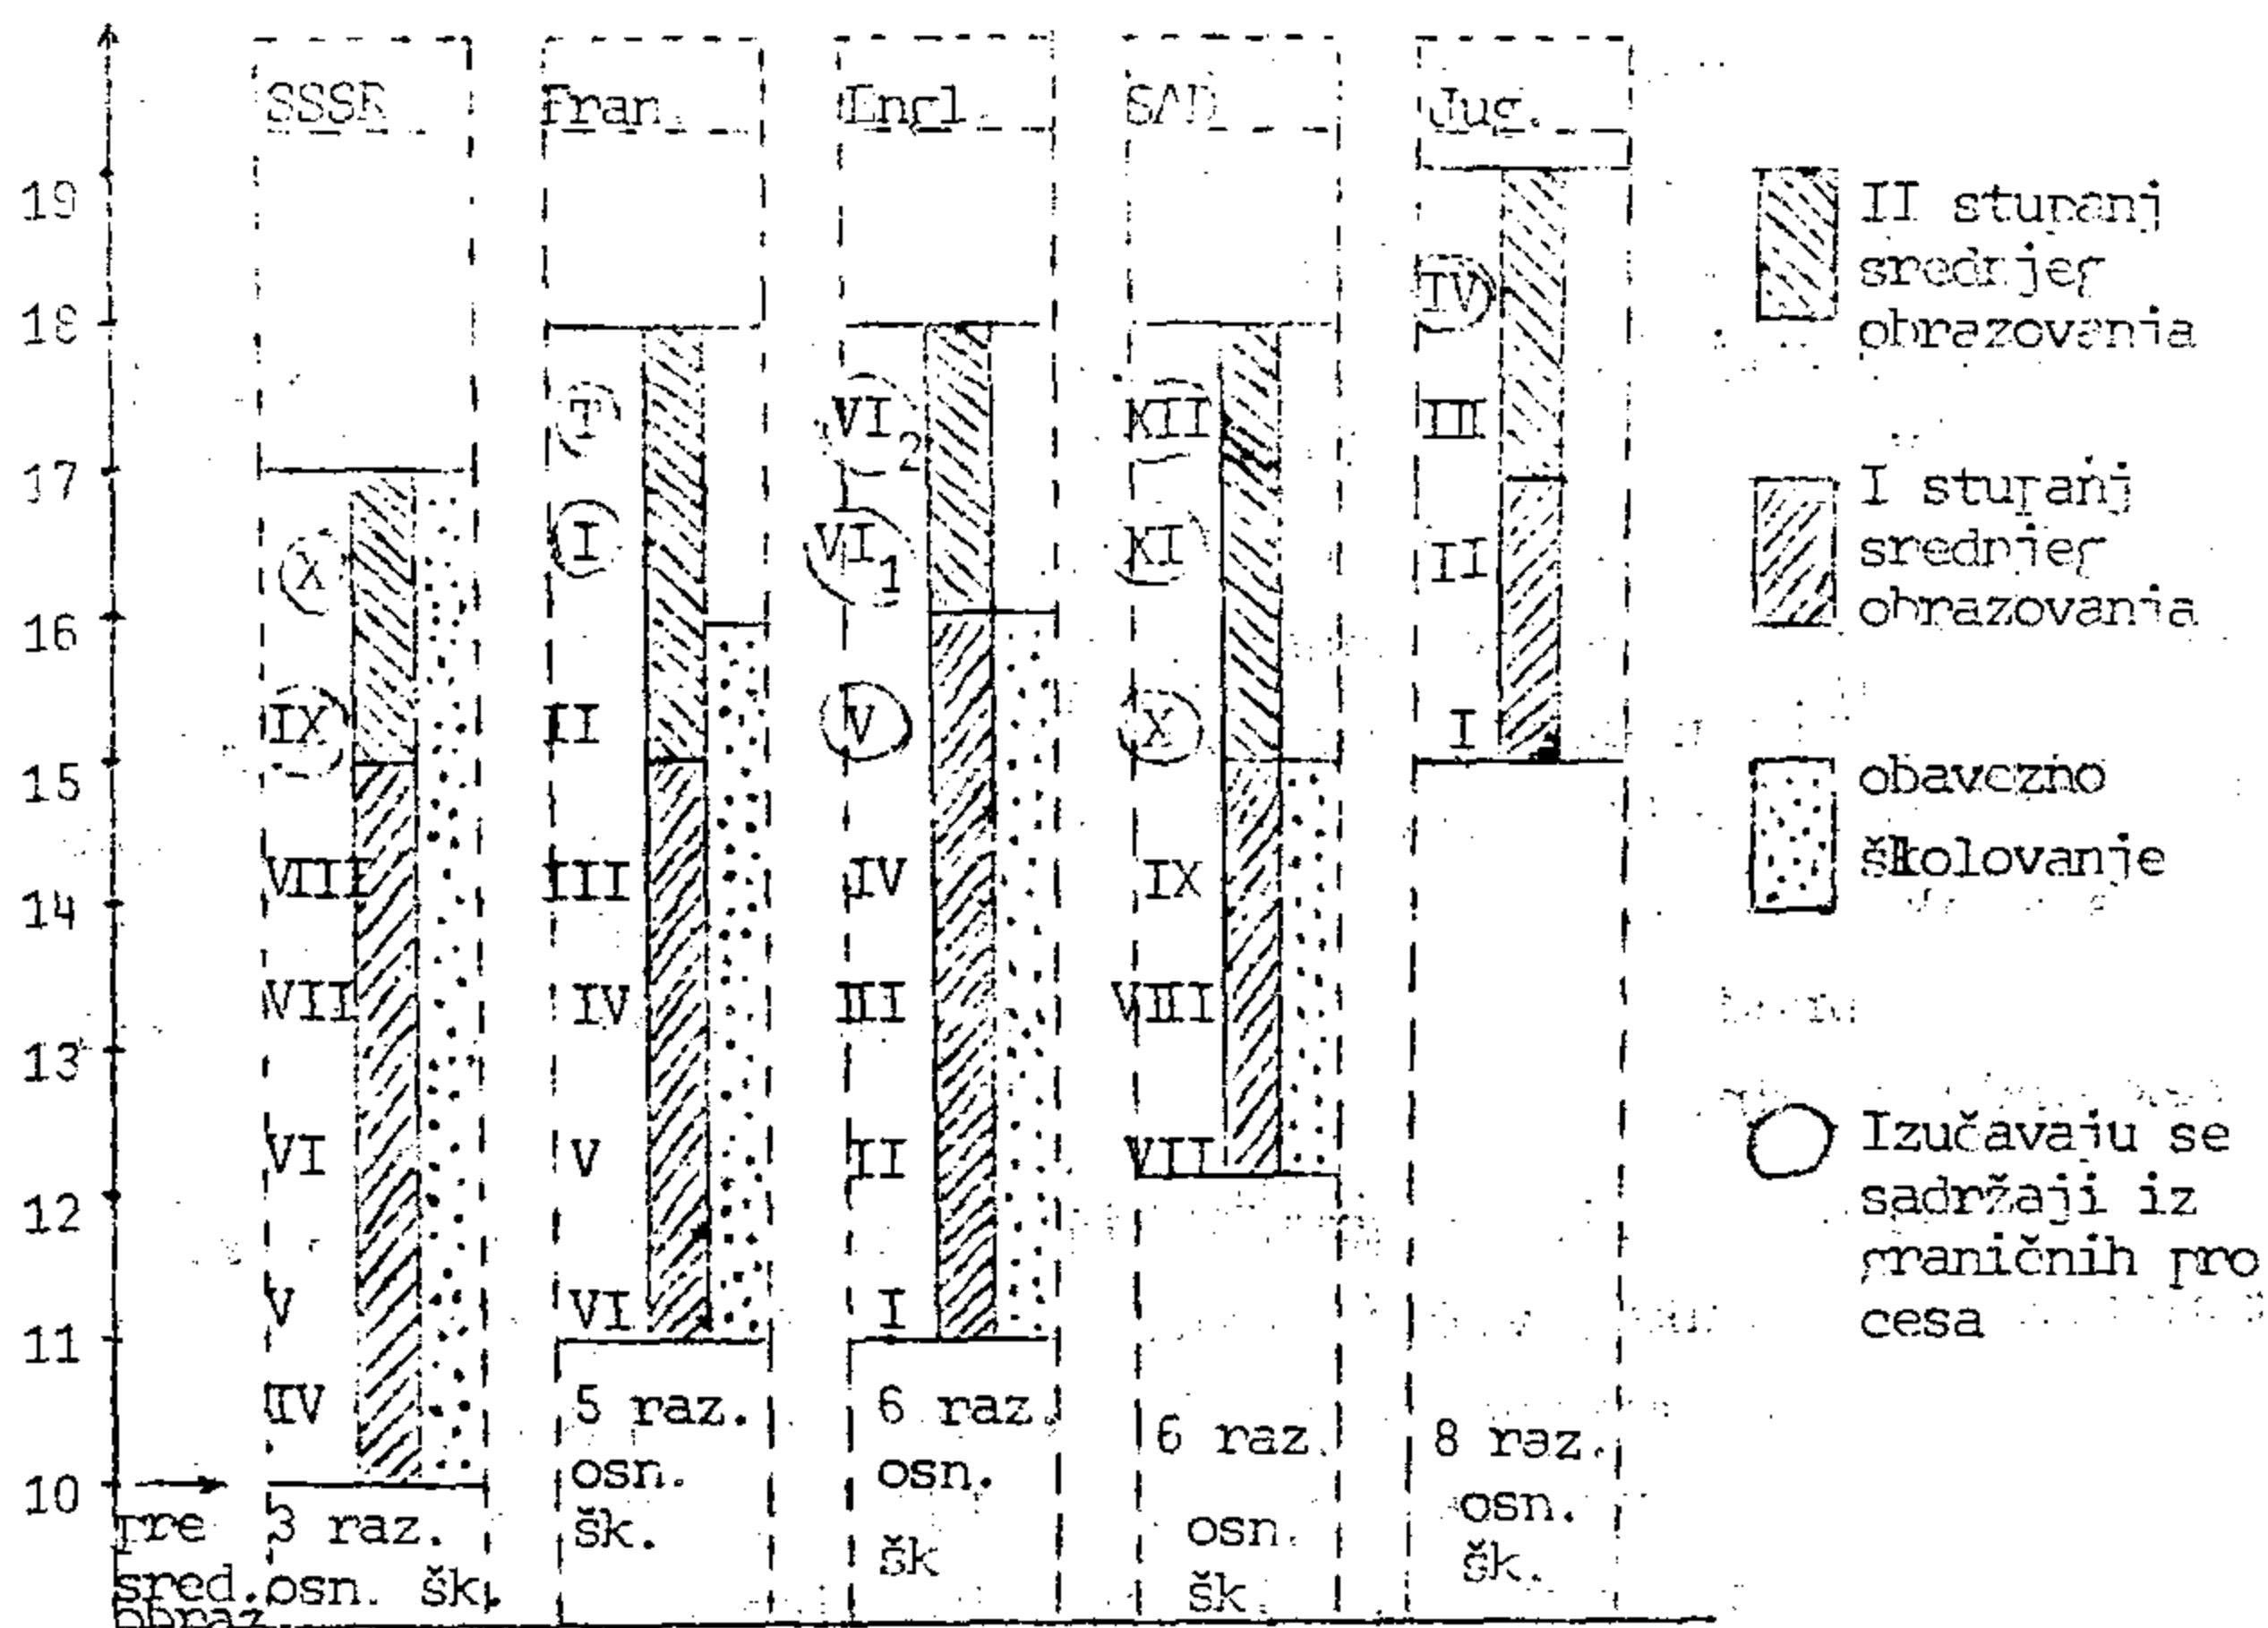 SSSR Fran. Engl. SAD Jug.
19
18
17
16
15
14
13
12
11
10
X
IX
VIII
VII
VI
V
IV
3 raz.
osn. šk.
T
I
II
III
IV
V
VI
5 raz.
osn.
šk.
VI2
VI1
V
IV
III
II
I
6 raz.
osn.
šk
XII
XI
X
IX
VIII
VII
6 raz.
osn.
šk.
IV
III
II
I
8 raz.
osn.
šk.
pre
sred.
obraz.
II stupanj
srednjeg
obrazovanja
I stupanj
srednjeg
obrazovanja
obavezno
školovanje
Izučavaju se
sadržaji iz
graničnih pro
cesa